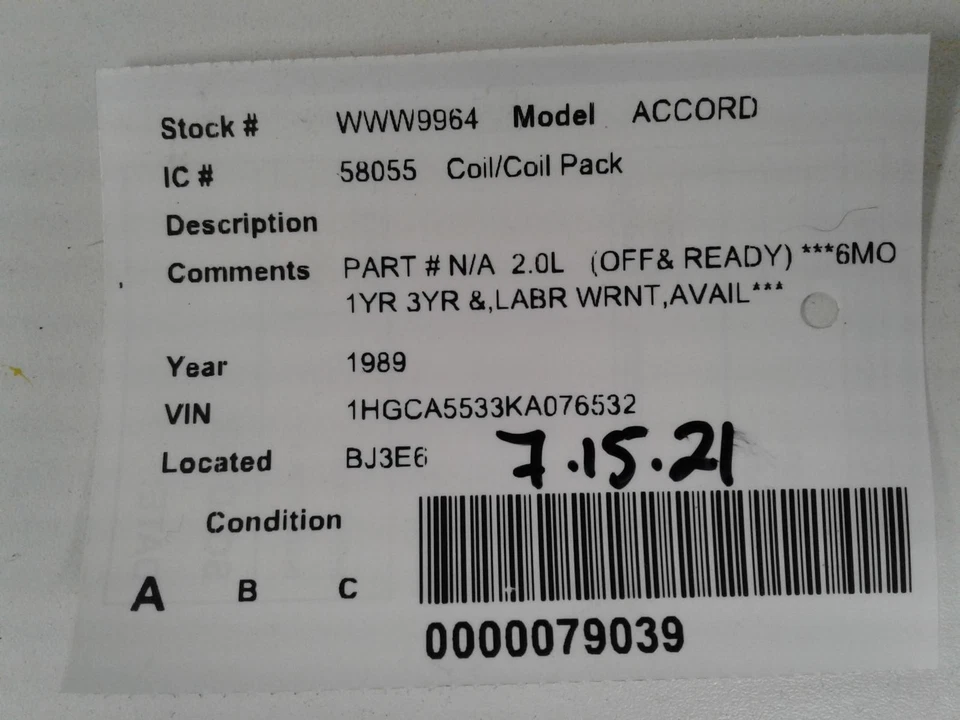 Stock # WWW9964 Model ACCORD
IC # 58055 Coil/Coil Pack
Description
Comments PART # N/A 2.0L (OFF& READY) ***6MO
1YR 3YR &,LABR WRNT,AVAIL***
Year 1989
VIN 1HGCA5533KA076532
Located BJ3E6 7.15.21
Condition
A B C
0000079039